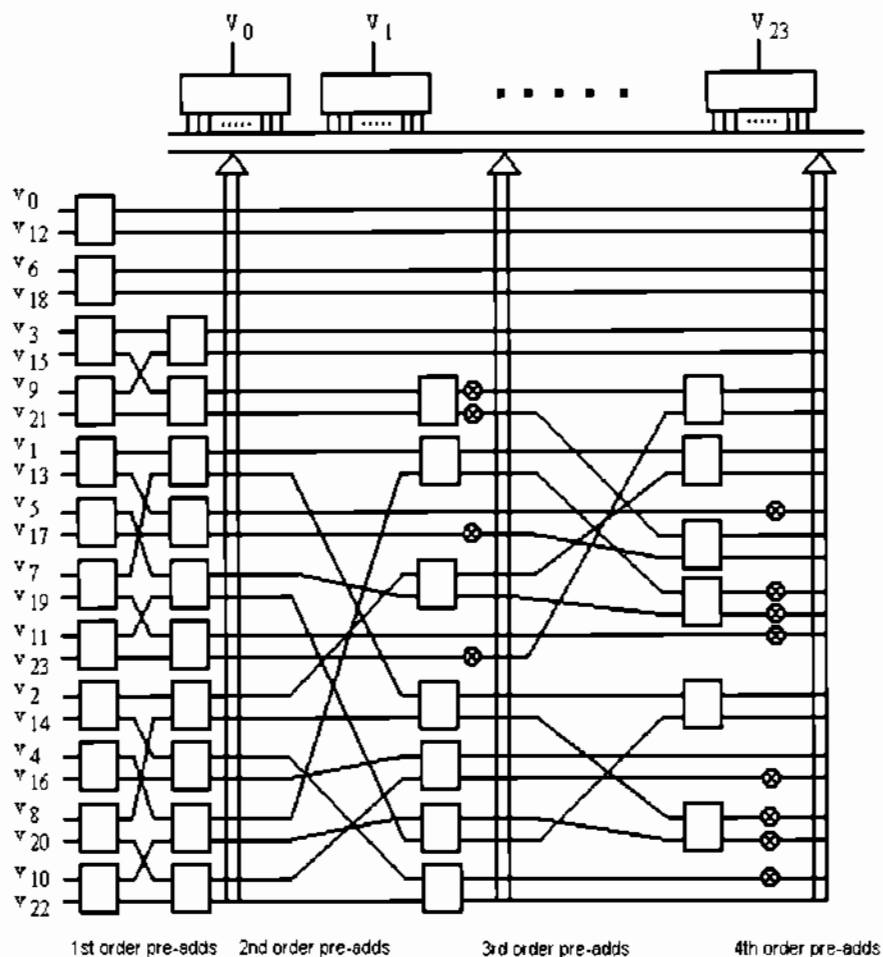 V0 V1 V23
..... .....  .....
. . . . .
v0
v12
v6
v18
v3
v15
v9
v21
v1
v13
v5
v17
v7
v19
v11
v23
v2
v14
v4
v16
v8
v20
v10
v22
1st order pre-adds 2nd order pre-adds 3rd order pre-adds 4th order pre-adds